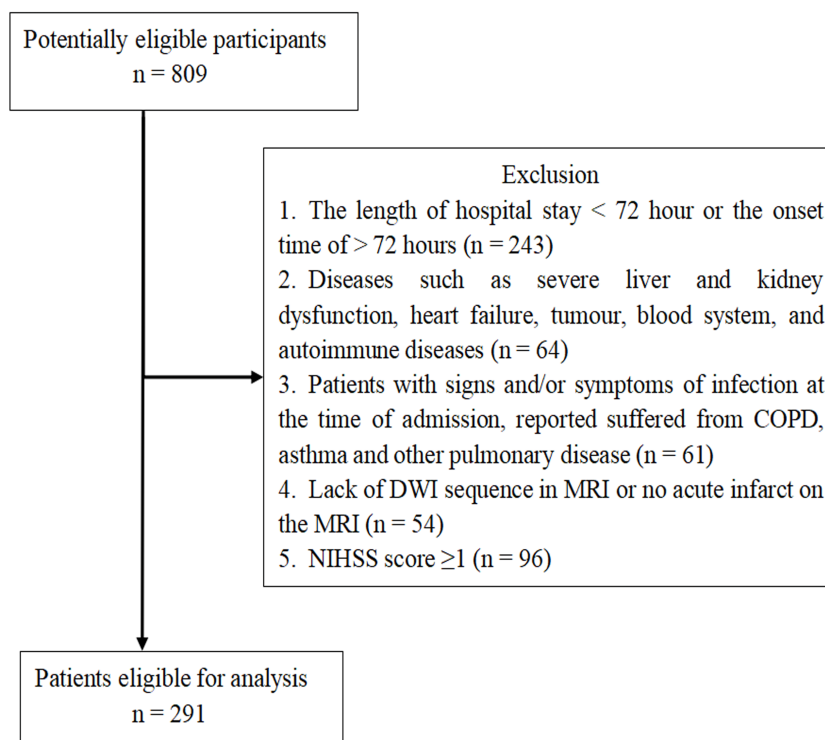 Potentially eligible participants
n = 809
Exclusion
1. The length of hospital stay < 72 hour or the onset
time of > 72 hours (n = 243)
2. Diseases such as severe liver and kidney
dysfunction, heart failure, tumour, blood system, and
autoimmune diseases (n = 64)
3. Patients with signs and/or symptoms of infection at
the time of admission, reported suffered from COPD,
asthma and other pulmonary disease (n = 61)
4. Lack of DWI sequence in MRI or no acute infarct on
the MRI (n = 54)
5. NIHSS score ≥1 (n = 96)
Patients eligible for analysis
n = 291